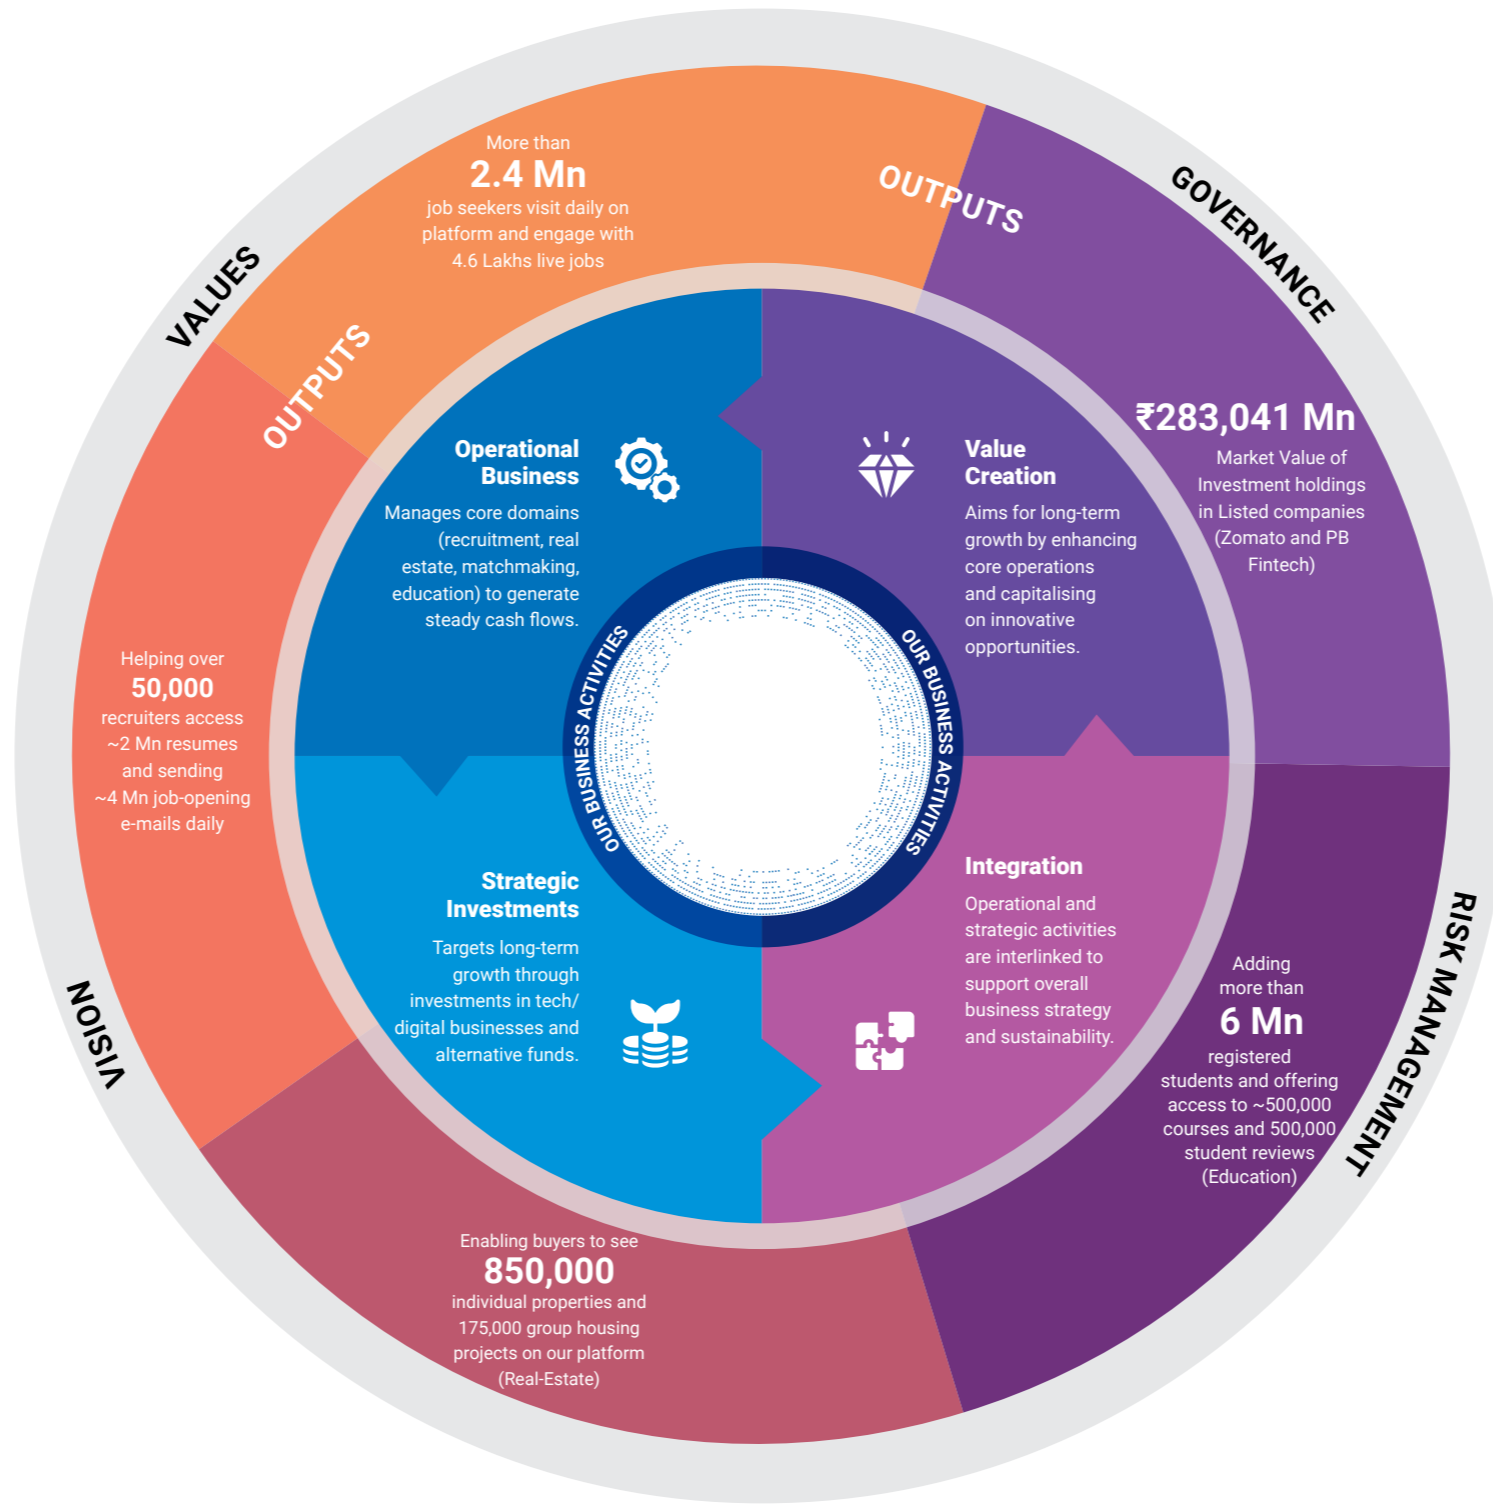 VALUES
GOVERNANCE
RISK MANAGEMENT
VISION
OUTPUTS
OUTPUTS
More than
2.4 Mn
job seekers visit daily on
platform and engage with
4.6 Lakhs live jobs
₹283,041 Mn
Market Value of
Investment holdings
in Listed companies
(Zomato and PB
Fintech)
Adding
more than
6 Mn
registered
students and offering
access to ~500,000
courses and 500,000
student reviews
(Education)
Enabling buyers to see
850,000
individual properties and
175,000 group housing
projects on our platform
(Real-Estate)
Helping over
50,000
recruiters access
~2 Mn resumes
and sending
~4 Mn job-opening
e-mails daily
Operational
Business
Manages core domains
(recruitment, real
estate, matchmaking,
education) to generate
steady cash flows.
Value
Creation
Aims for long-term
growth by enhancing
core operations
and capitalising
on innovative
opportunities.
Strategic
Investments
Targets long-term
growth through
investments in tech/
digital businesses and
alternative funds.
Integration
Operational and
strategic activities
are interlinked to
support overall
business strategy
and sustainability.
OUR BUSINESS ACTIVITIES
OUR BUSINESS ACTIVITIES